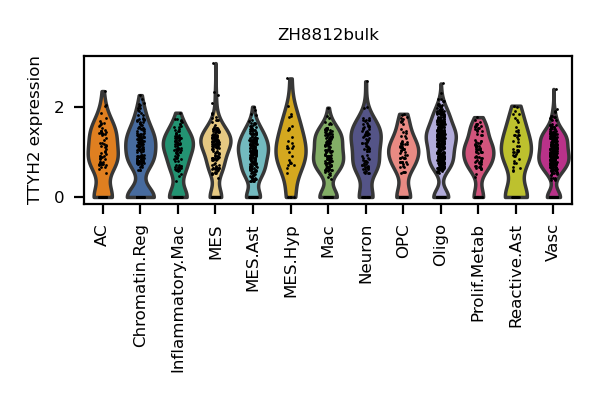 ZH8812bulk
TTYH2 expression
2
0
AC
Chromatin.Reg
Inflammatory.Mac
MES
MES.Ast
MES.Hyp
Mac
Neuron
OPC
Oligo
Prolif.Metab
Reactive.Ast
Vasc